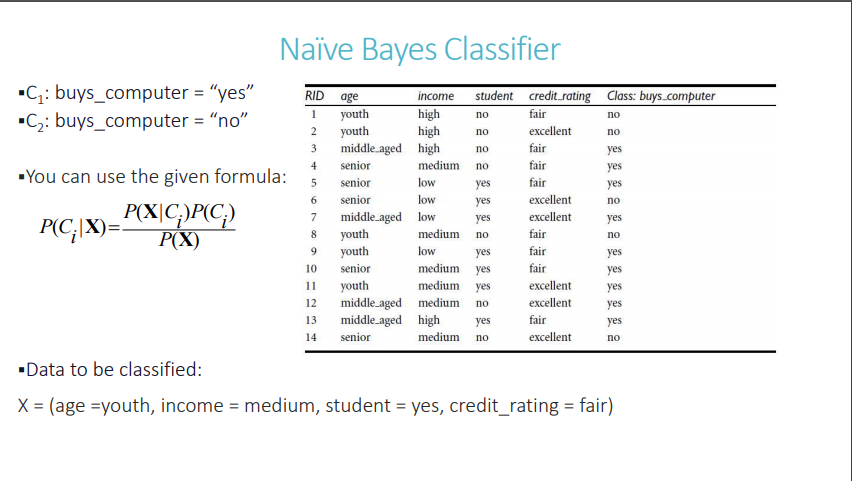 Naïve Bayes Classifier
▪C1: buys_computer = “yes”
▪C2: buys_computer = “no”
▪You can use the given formula:
P(Ci|X)=P(X|Ci)P(Ci)/P(X)
RID age income student credit_rating Class: buys_computer
1 youth high no fair no
2 youth high no excellent no
3 middle_aged high no fair yes
4 senior medium no fair yes
5 senior low yes fair yes
6 senior low yes excellent no
7 middle_aged low yes excellent yes
8 youth medium no fair no
9 youth low yes fair yes
10 senior medium yes fair yes
11 youth medium yes excellent yes
12 middle_aged medium no excellent yes
13 middle_aged high yes fair yes
14 senior medium no excellent no
▪Data to be classified:
X = (age =youth, income = medium, student = yes, credit_rating = fair)